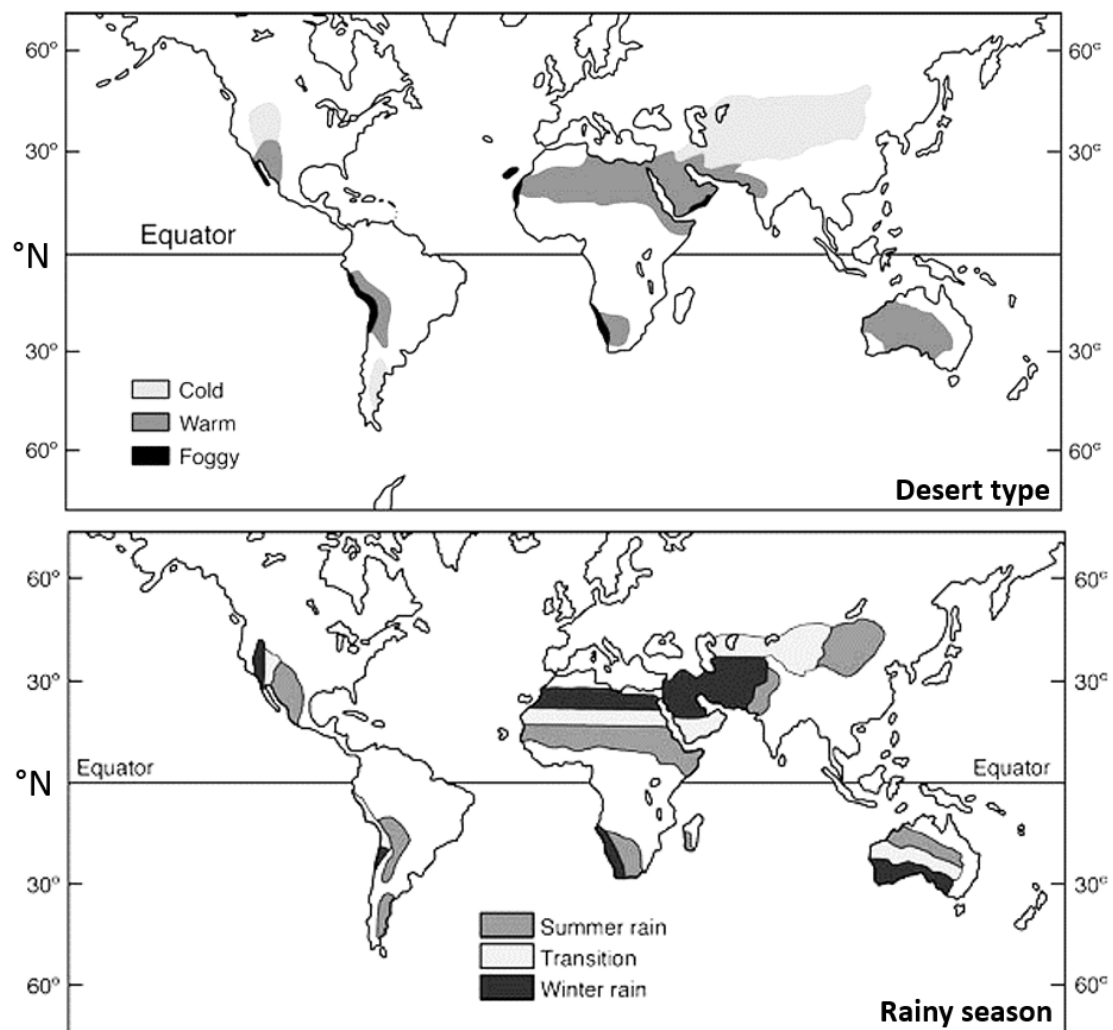 60° 60°
30° 30°
Equator
°N
30° 30°
Cold
Warm
60° 60°
Foggy
Desert type
60° 60°
30° 30°
°N Equator Equator
30° 30°
Summer rain
Transition
60° 60°
Winter rain
Rainy season